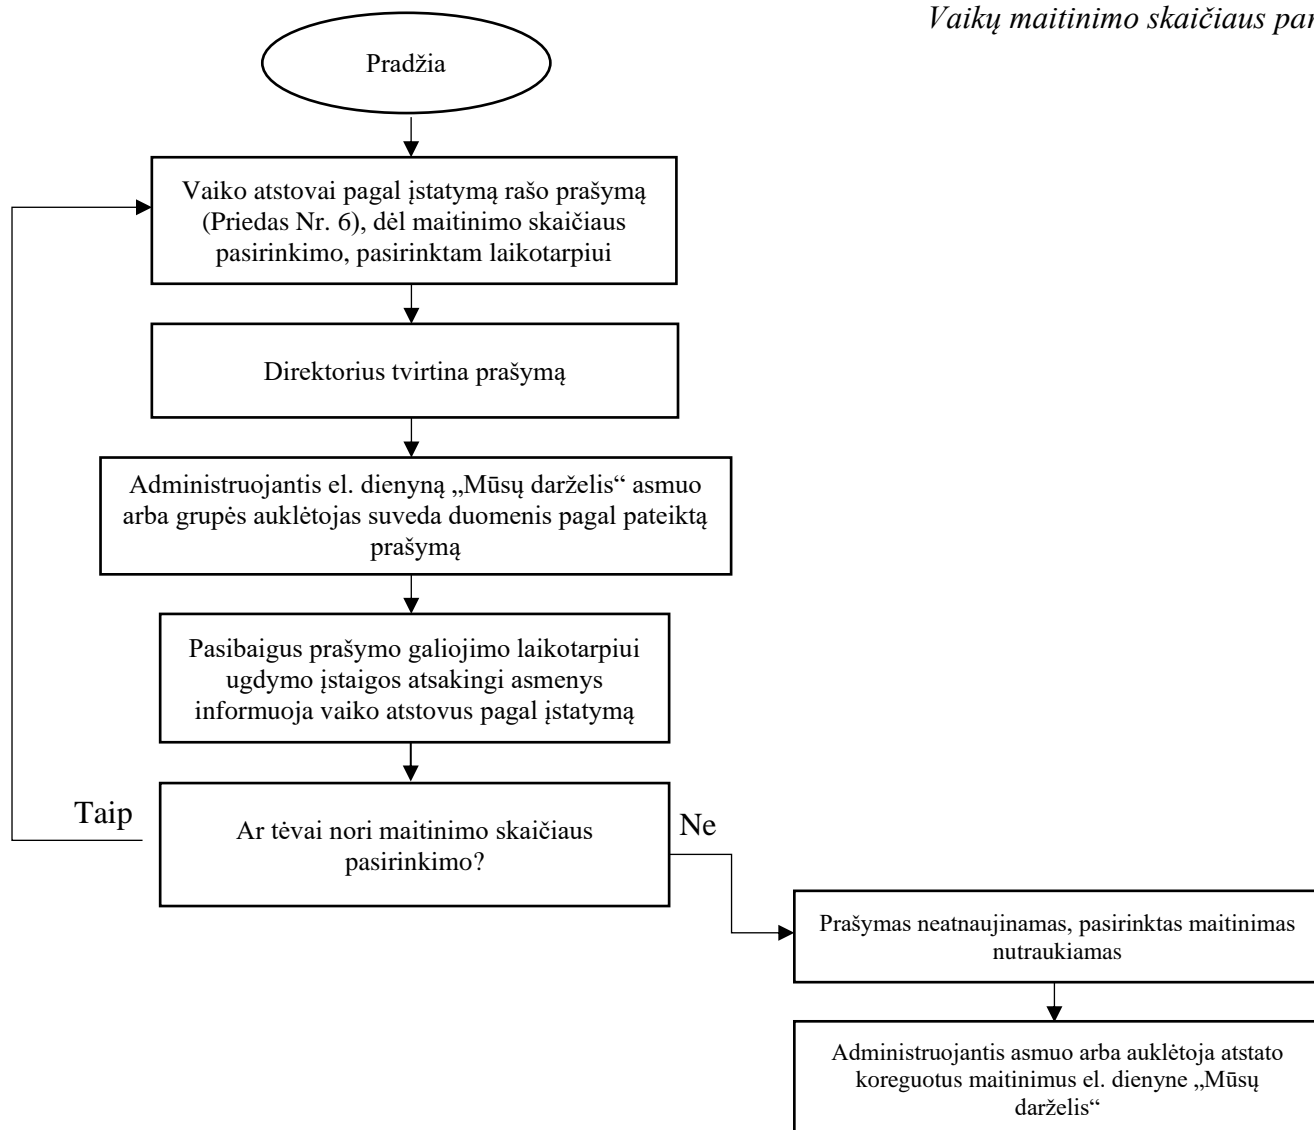 Vaikų maitinimo skaičiaus
Pradžia
Vaiko atstovai pagal įstatymą rašo prašymą
(Priedas Nr. 6), dėl maitinimo skaičiaus
pasirinkimo, pasirinktam laikotarpiui
Direktorius tvirtina prašymą
Administruojantis el. dienyną „Mūsų darželis“ asmuo
arba grupės auklėtojas suveda duomenis pagal pateiktą
prašymą
Pasibaigus prašymo galiojimo laikotarpiui
ugdymo įstaigos atsakingi asmenys
informuoja vaiko atstovus pagal įstatymą
Taip
Ar tėvai nori maitinimo skaičiaus
pasirinkimo?
Ne
Prašymas neatnaujinamas, pasirinktas maitinimas
nutraukiamas
Administruojantis asmuo arba auklėtoja atstato
koreguotus maitinimus el. dienyne „Mūsų
darželis“